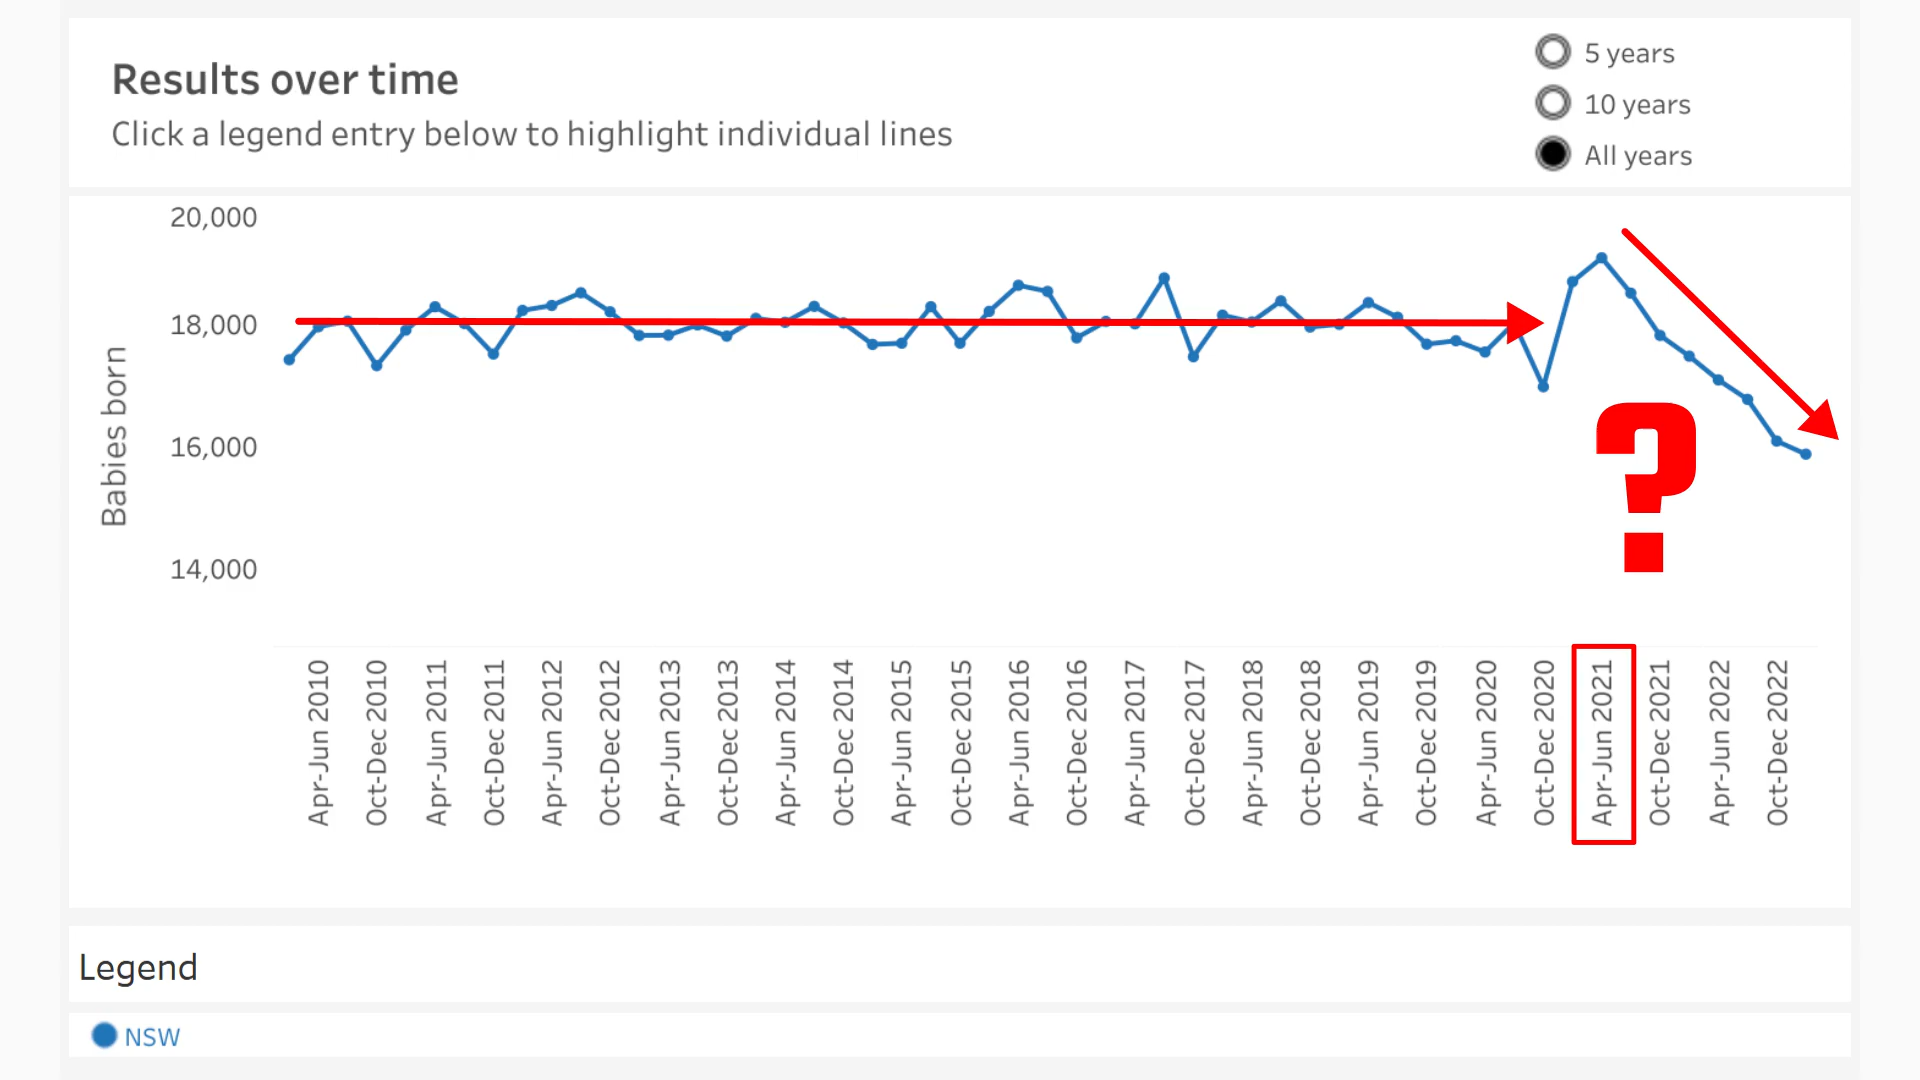 Results over time
Click a legend entry below to highlight individual lines
5 years
10 years
All years
20,000
18,000
16,000
14,000
Babies born
?
Apr-Jun 2010
Oct-Dec 2010
Apr-Jun 2011
Oct-Dec 2011
Apr-Jun 2012
Oct-Dec 2012
Apr-Jun 2013
Oct-Dec 2013
Apr-Jun 2014
Oct-Dec 2014
Apr-Jun 2015
Oct-Dec 2015
Apr-Jun 2016
Oct-Dec 2016
Apr-Jun 2017
Oct-Dec 2017
Apr-Jun 2018
Oct-Dec 2018
Apr-Jun 2019
Oct-Dec 2019
Apr-Jun 2020
Oct-Dec 2020
Apr-Jun 2021
Oct-Dec 2021
Apr-Jun 2022
Oct-Dec 2022
Legend
NSW